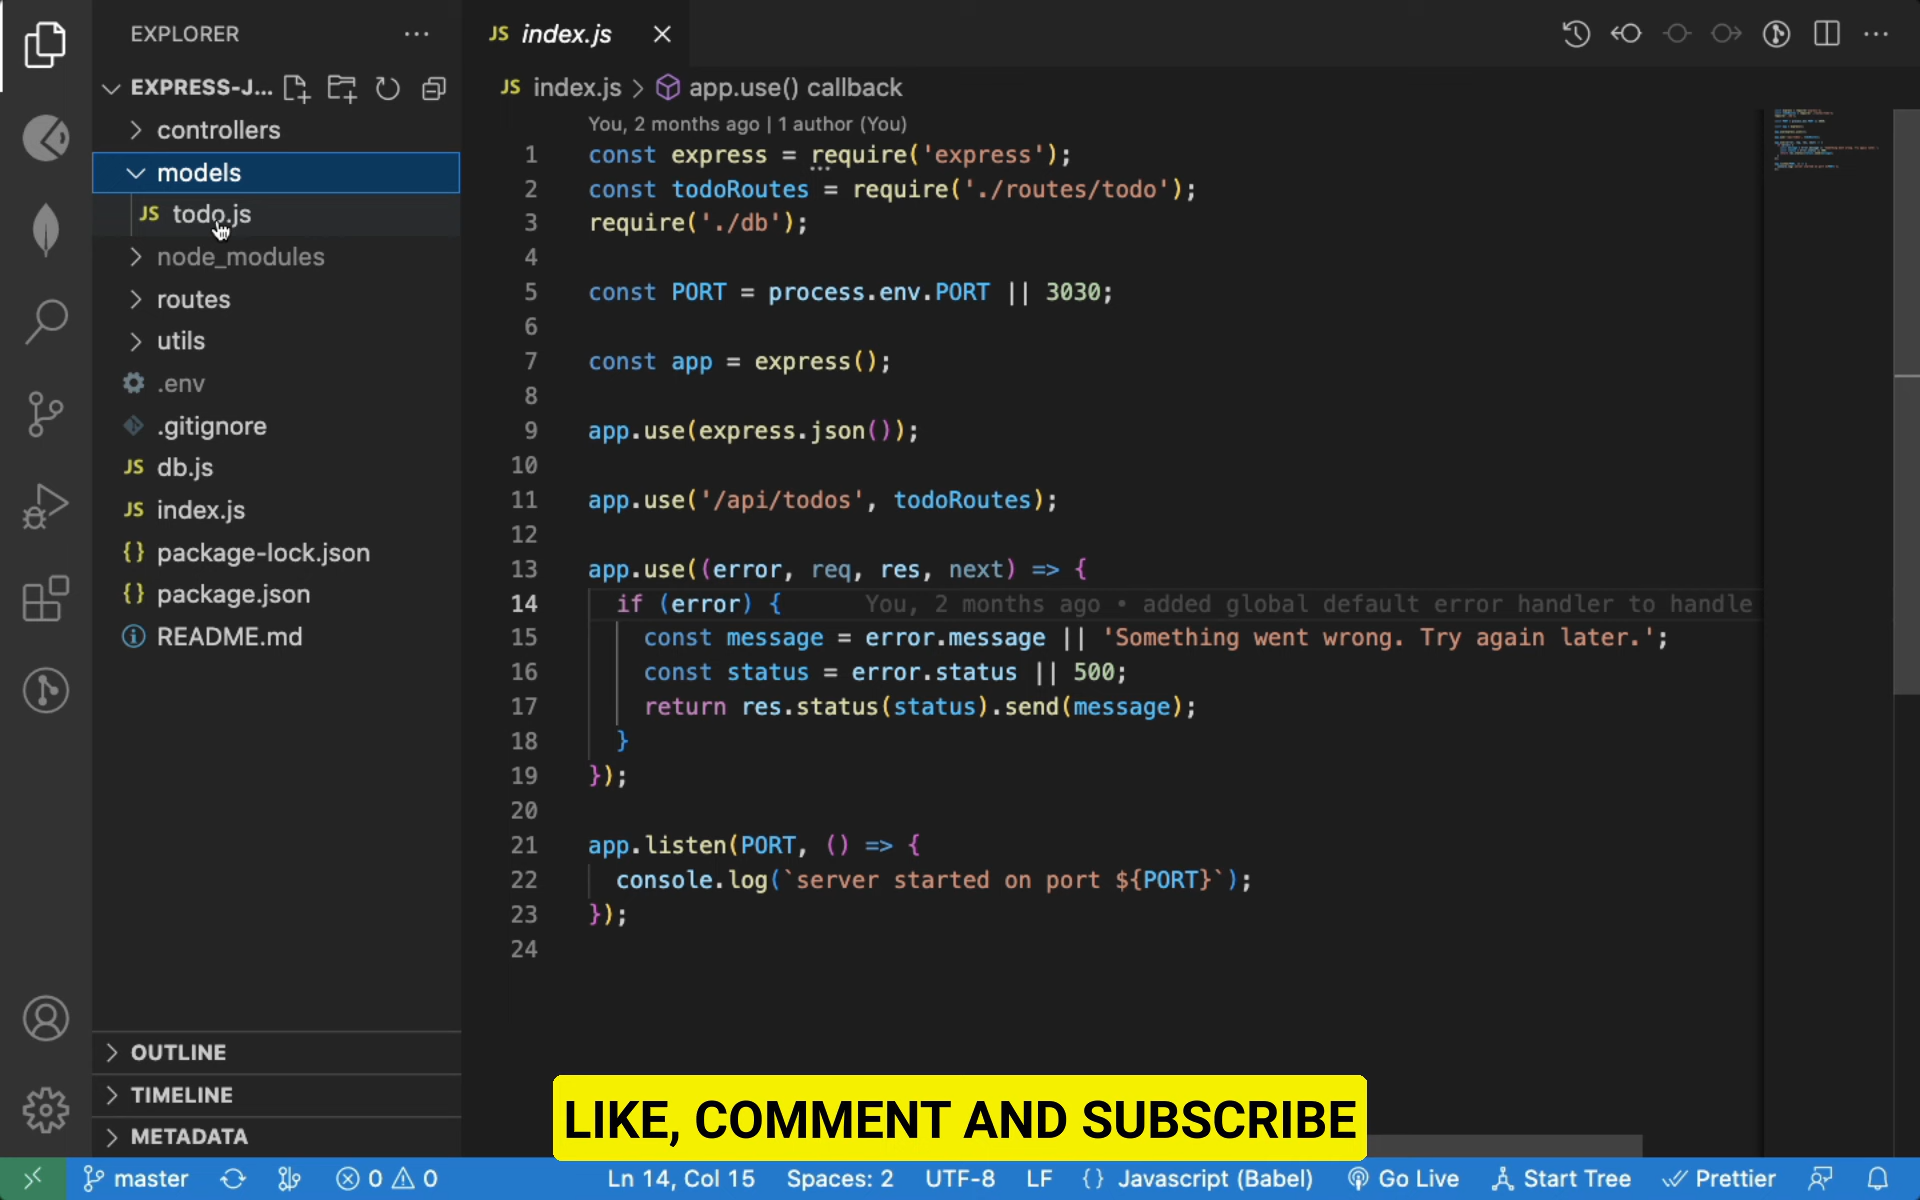 EXPLORER
EXPRESS-J...
controllers
models
JS todo.js
node_modules
routes
utils
.env
.gitignore
JS db.js
JS index.js
{} package-lock.json
{} package.json
README.md
OUTLINE
TIMELINE
METADATA
JS index.js
JS index.js > app.use() callback
You, 2 months ago | 1 author (You)
1 const express = require('express');
2 const todoRoutes = require('./routes/todo');
3 require('./db');
4
5 const PORT = process.env.PORT || 3030;
6
7 const app = express();
8
9 app.use(express.json());
10
11 app.use('/api/todos', todoRoutes);
12
13 app.use((error, req, res, next) => {
14 if (error) { You, 2 months ago • added global default error handler to handle
15 const message = error.message || 'Something went wrong. Try again later.';
16 const status = error.status || 500;
17 return res.status(status).send(message);
18 }
19 });
20
21 app.listen(PORT, () => {
22 console.log(`server started on port ${PORT}`);
23 });
24
LIKE, COMMENT AND SUBSCRIBE
master 0 0 Ln 14, Col 15 Spaces: 2 UTF-8 LF {} Javascript (Babel) Go Live Start Tree Prettier